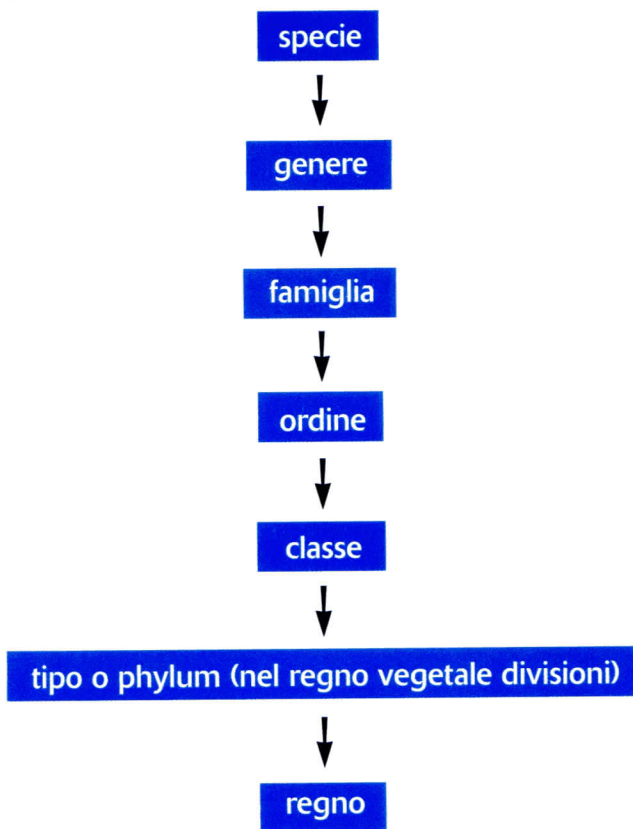 specie
genere
famiglia
ordine
classe
tipo o phylum (nel regno vegetale divisioni)
regno